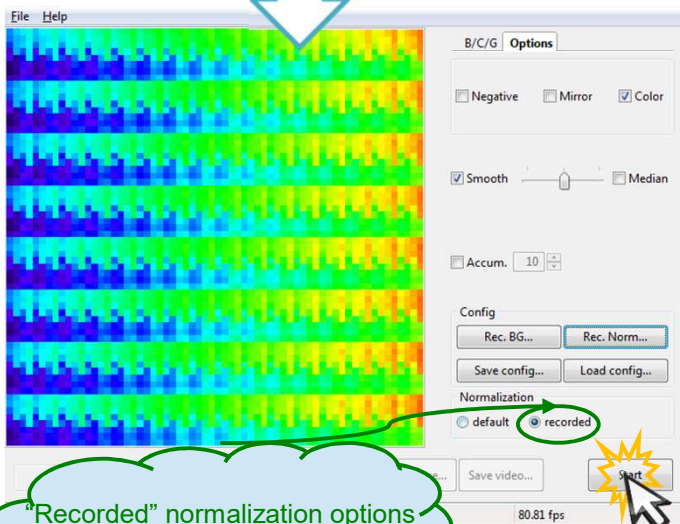 File Help
B/C/G Options
Negative Mirror Color
Smooth Median
Accum. 10
Config
Rec. BG... Rec. Norm...
Save config... Load config...
Normalization
default recorded
Save video... Start
"Recorded" normalization options
80.81 fps